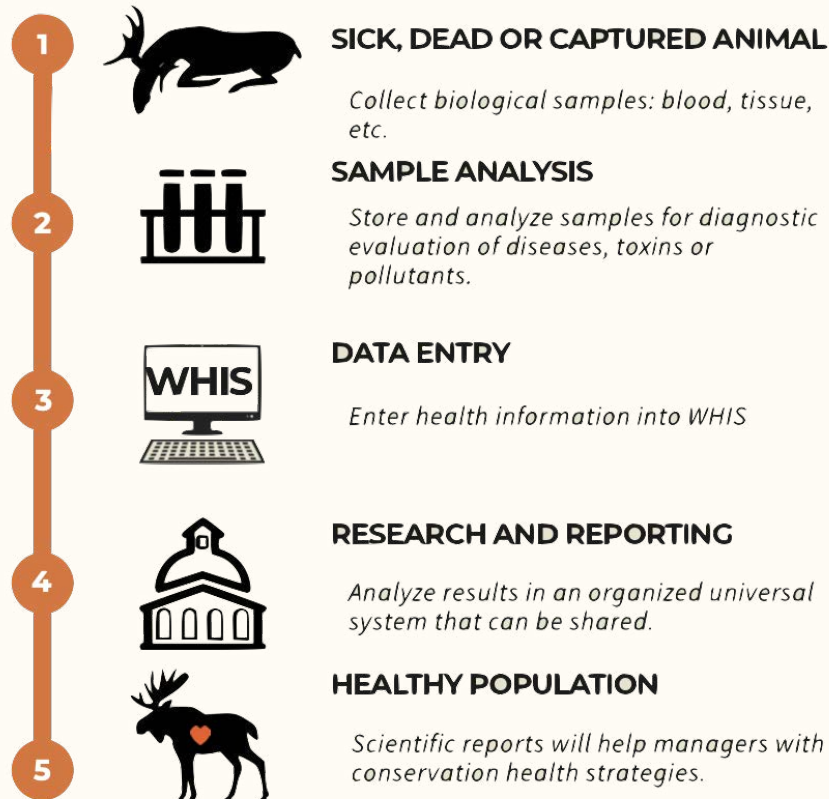 1
SICK, DEAD OR CAPTURED ANIMAL
Collect biological samples: blood, tissue,
etc.
SAMPLE ANALYSIS
2
Store and analyze samples for diagnostic
evaluation of diseases, toxins or
pollutants.
DATA ENTRY
WHIS
3
Enter health information into WHIS
RESEARCH AND REPORTING
4
Analyze results in an organized universal
system that can be shared.
HEALTHY POPULATION
5
Scientific reports will help managers with
conservation health strategies.